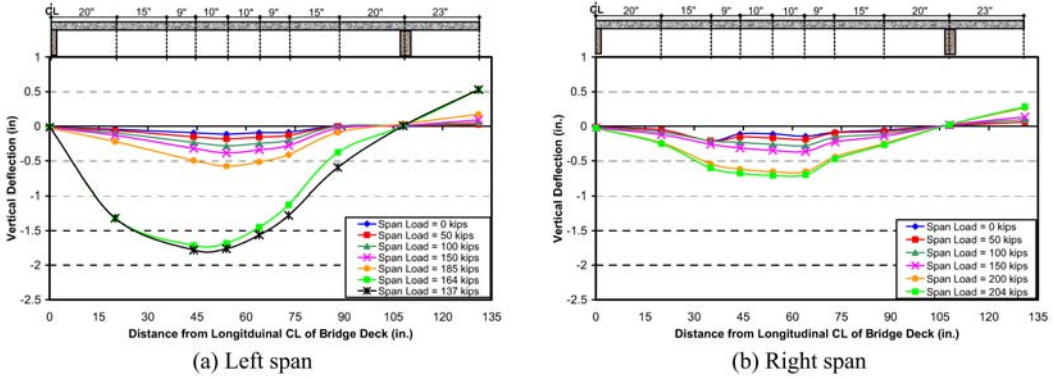 CL 20" 15" 9" 10" 10" 9" 15" 20" 23"
1
0.5
0
-0.5
-1
-1.5
-2
-2.5
Vertical Deflection (in)
Span Load = 0 kips
Span Load = 50 kips
Span Load = 100 kips
Span Load = 150 kips
Span Load = 185 kips
Span Load = 164 kips
Span Load = 137 kips
0 15 30 45 60 75 90 105 120 135
Distance from Longitduinal CL of Bridge Deck (in.)
(a) Left span
CL 20" 15" 9" 10" 10" 9" 15" 20" 23"
1
0.5
0
-0.5
-1
-1.5
-2
-2.5
Vertical Deflection (in)
Span Load = 0 kips
Span Load = 50 kips
Span Load = 100 kips
Span Load = 150 kips
Span Load = 200 kips
Span Load = 204 kips
0 15 30 45 60 75 90 105 120 135
Distance from Longitudinal CL of Bridge Deck (in.)
(b) Right span